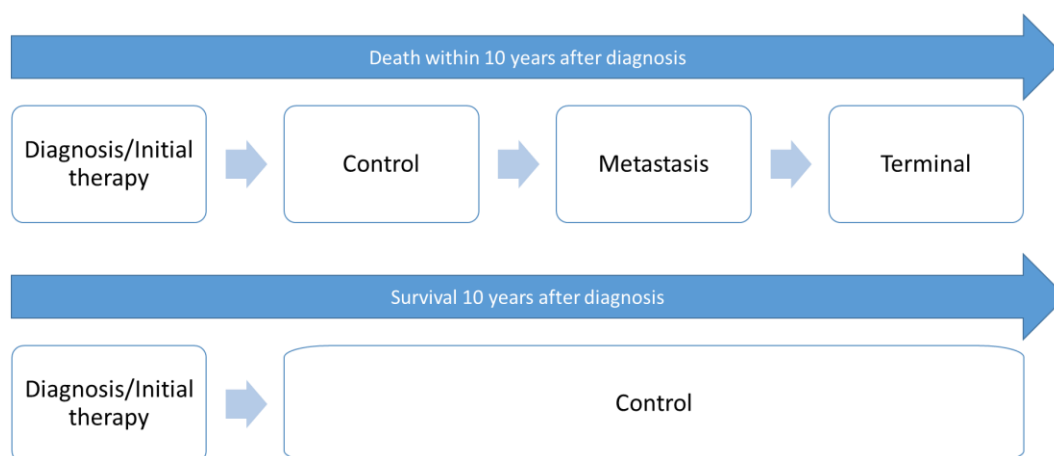 Death within 10 years after diagnosis
Diagnosis/Initial
therapy
Control
Metastasis
Terminal
Survival 10 years after diagnosis
Diagnosis/Initial
therapy
Control